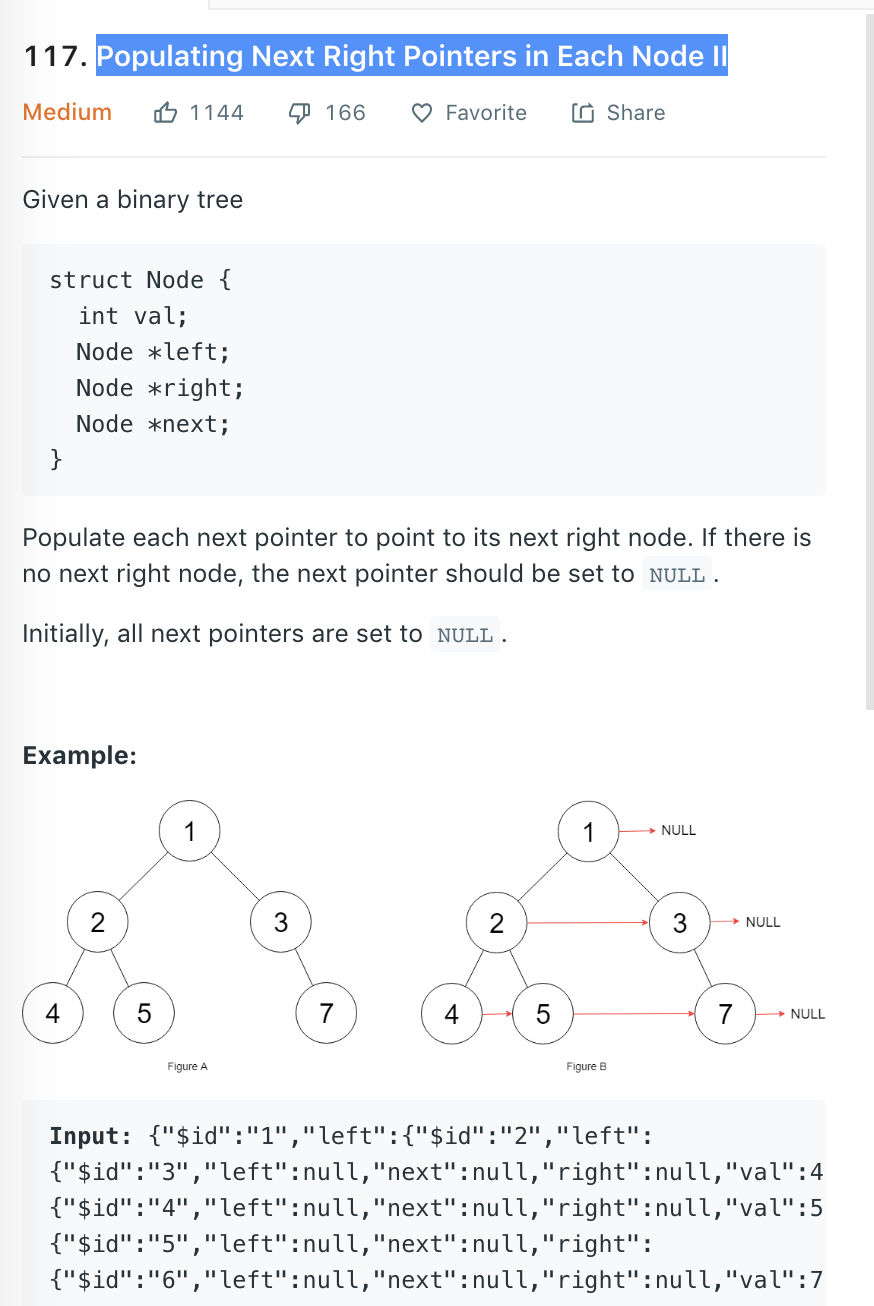 117. Populating Next Right Pointers in Each Node II
Medium 1144 166 Favorite Share
Given a binary tree
struct Node {
  int val;
  Node *left;
  Node *right;
  Node *next;
}
Populate each next pointer to point to its next right node. If there is
no next right node, the next pointer should be set to NULL.
Initially, all next pointers are set to NULL.
Example:
1 1 NULL
2 3 2 3 NULL
4 5 7 4 5 7 NULL
Figure A Figure B
Input: {"$id":"1","left":{"$id":"2","left":
{"$id":"3","left":null,"next":null,"right":null,"val":4
{"$id":"4","left":null,"next":null,"right":null,"val":5
{"$id":"5","left":null,"next":null,"right":
{"$id":"6","left":null,"next":null,"right":null,"val":7